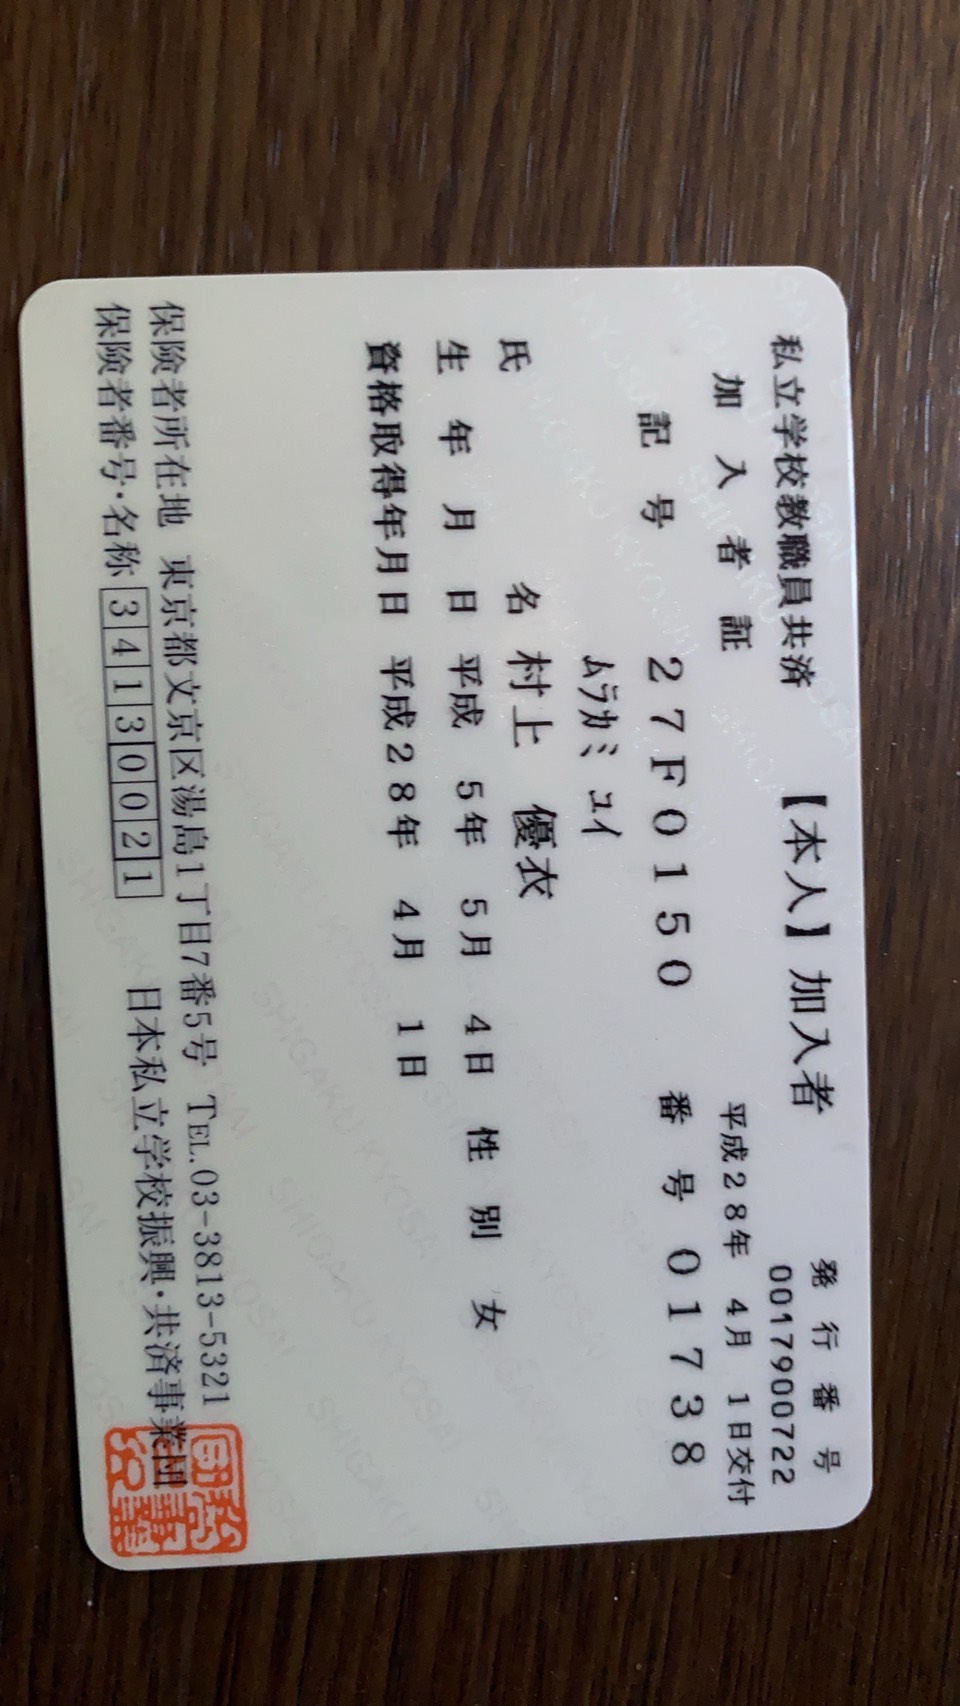 私立学校教職員共済 【本人】加入者 発行番号
加入者証 0017900722
平成28年 4月 1日交付
記号 27F0150 番号 01738
ﾑﾗｶﾐ ﾕｲ
氏名 村上 優衣
生年月日 平成 5年 5月 4日 性別 女
資格取得年月日 平成28年 4月 1日
保険者所在地 東京都文京区湯島1丁目7番5号 TEL.03-3813-5321
保険者番号・名称 34130021 日本私立学校振興・共済事業団
SHIGAKU KYOSAI